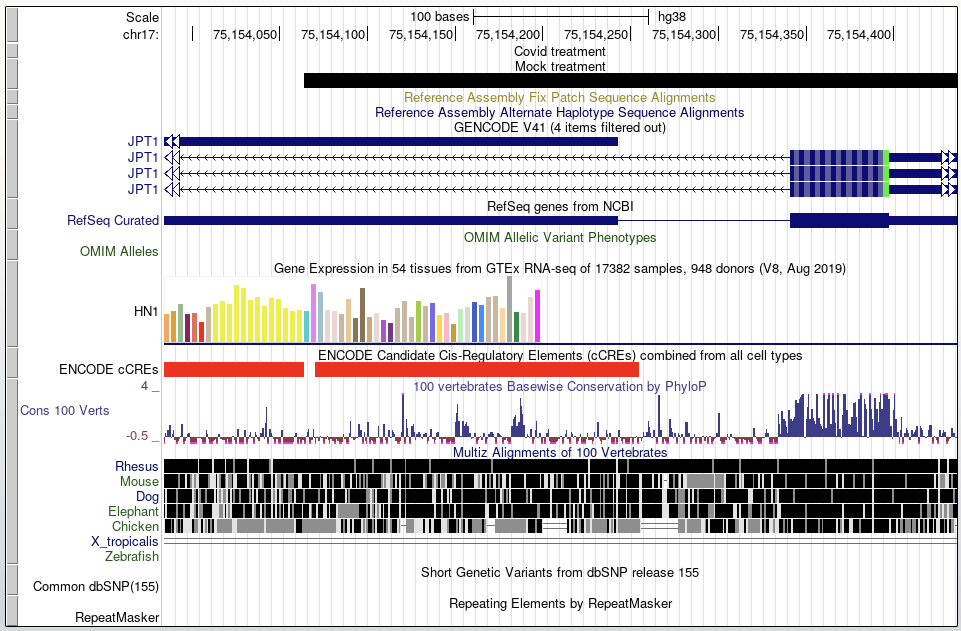 Scale 100 bases hg38
chr17: 75,154,050 75,154,100 75,154,150 75,154,200 75,154,250 75,154,300 75,154,350 75,154,400
Covid treatment
Mock treatment
Reference Assembly Fix Patch Sequence Alignments
Reference Assembly Alternate Haplotype Sequence Alignments
GENCODE V41 (4 items filtered out)
JPT1
JPT1
JPT1
JPT1
RefSeq genes from NCBI
RefSeq Curated
OMIM Allelic Variant Phenotypes
OMIM Alleles
Gene Expression in 54 tissues from GTEx RNA-seq of 17382 samples, 948 donors (V8, Aug 2019)
HN1
ENCODE Candidate Cis-Regulatory Elements (cCREs) combined from all cell types
ENCODE cCREs
100 vertebrates Basewise Conservation by PhyloP
4 _
Cons 100 Verts
-0.5 _
Multiz Alignments of 100 Vertebrates
Rhesus
Mouse
Dog
Elephant
Chicken
X_tropicalis
Zebrafish
Short Genetic Variants from dbSNP release 155
Common dbSNP(155)
Repeating Elements by RepeatMasker
RepeatMasker